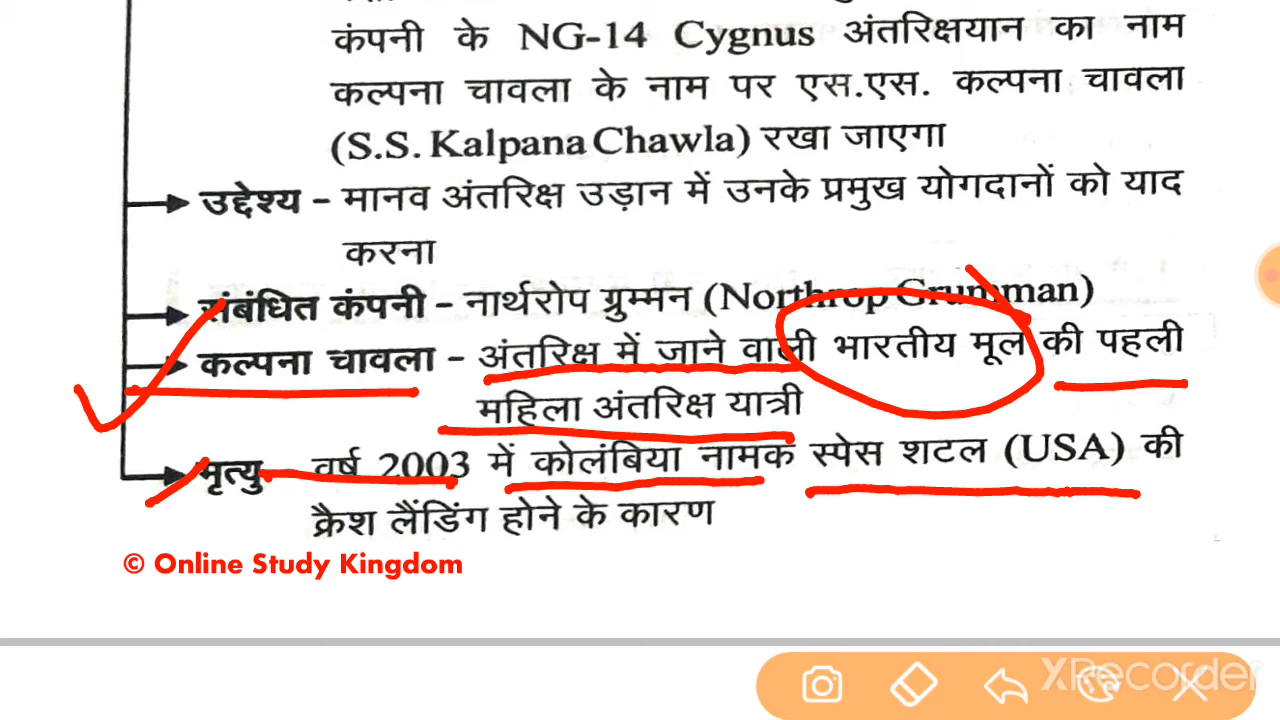 कंपनी के NG-14 Cygnus अंतरिक्षयान का नाम
कल्पना चावला के नाम पर एस.एस. कल्पना चावला
(S.S. Kalpana Chawla) रखा जाएगा
उद्देश्य – मानव अंतरिक्ष उड़ान में उनके प्रमुख योगदानों को याद
करना
संबंधित कंपनी – नार्थरोप ग्रुम्मन (Northrop Grumman)
कल्पना चावला – अंतरिक्ष में जाने वाली भारतीय मूल की पहली
महिला अंतरिक्ष यात्री
मृत्यु वर्ष 2003 में कोलंबिया नामक स्पेस शटल (USA) की
क्रैश लैंडिंग होने के कारण
© Online Study Kingdom
XRecorder